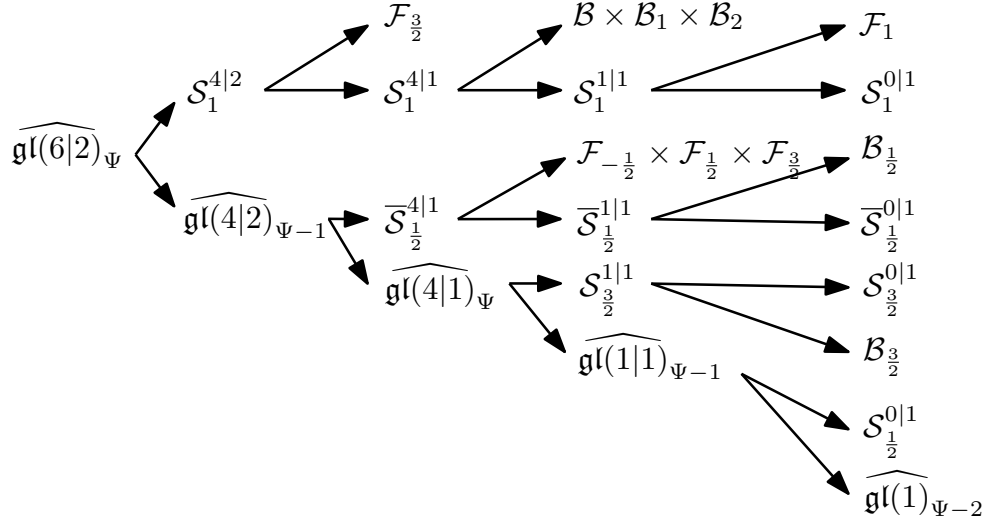 $\mathcal{F}_{\frac{3}{2}}$ $\mathcal{B} \times \mathcal{B}_1 \times \mathcal{B}_2$ $\mathcal{F}_1$
$\mathcal{S}_1^{4|2}$ $\mathcal{S}_1^{4|1}$ $\mathcal{S}_1^{1|1}$ $\mathcal{S}_1^{0|1}$
$\widehat{\mathfrak{gl}(6|2)}_{\Psi}$ $\mathcal{F}_{-\frac{1}{2}} \times \mathcal{F}_{\frac{1}{2}} \times \mathcal{F}_{\frac{3}{2}}$ $\mathcal{B}_{\frac{1}{2}}$
$\widehat{\mathfrak{gl}(4|2)}_{\Psi-1}$ $\overline{\mathcal{S}}_{\frac{1}{2}}^{4|1}$ $\overline{\mathcal{S}}_{\frac{1}{2}}^{1|1}$ $\overline{\mathcal{S}}_{\frac{1}{2}}^{0|1}$
$\widehat{\mathfrak{gl}(4|1)}_{\Psi}$ $\mathcal{S}_{\frac{3}{2}}^{1|1}$ $\mathcal{S}_{\frac{3}{2}}^{0|1}$
$\widehat{\mathfrak{gl}(1|1)}_{\Psi-1}$ $\mathcal{B}_{\frac{3}{2}}$
$\mathcal{S}_{\frac{1}{2}}^{0|1}$
$\widehat{\mathfrak{gl}(1)}_{\Psi-2}$